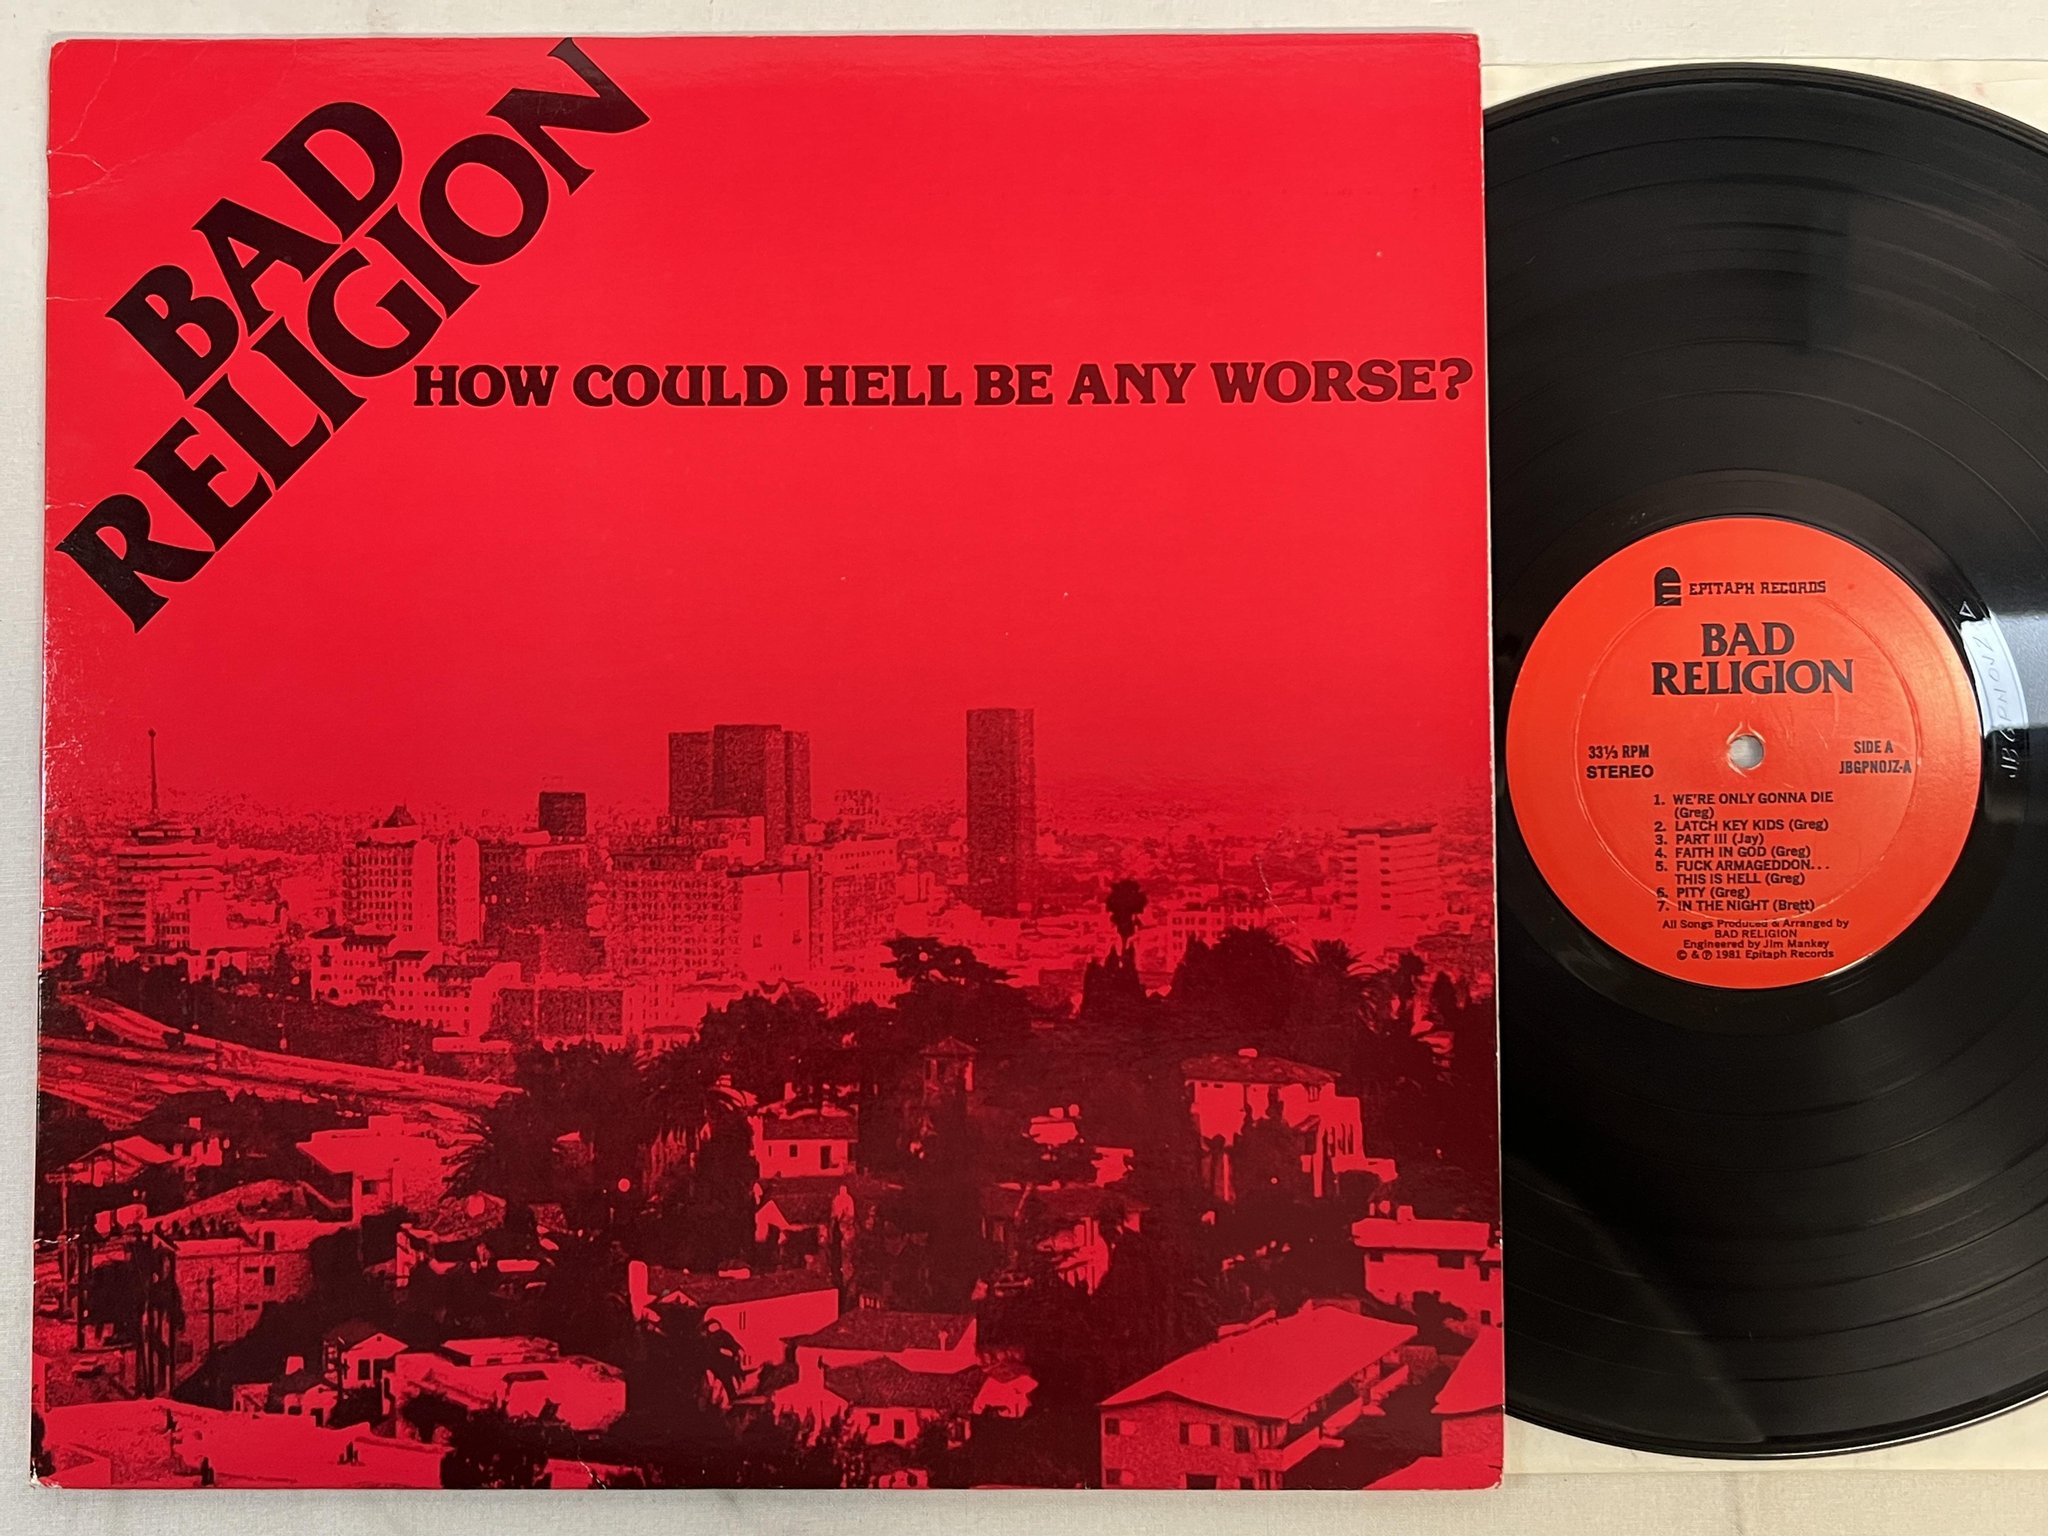 BAD
RELIGION
HOW COULD HELL BE ANY WORSE?
EPITAPH RECORDS
BAD
RELIGION
33⅓ RPM
STEREO
SIDE A
JBGPNOJZ-A
1. WE'RE ONLY GONNA DIE
(Greg)
2. LATCH KEY KIDS (Greg)
3. PART III (Jay)
4. FAITH IN GOD (Greg)
5. FUCK ARMAGEDDON...
THIS IS HELL (Greg)
6. PITY (Greg)
7. IN THE NIGHT (Brett)
All Songs Produced & Arranged by
BAD RELIGION
Engineered by Jim Mankey
© & ℗ 1981 Epitaph Records